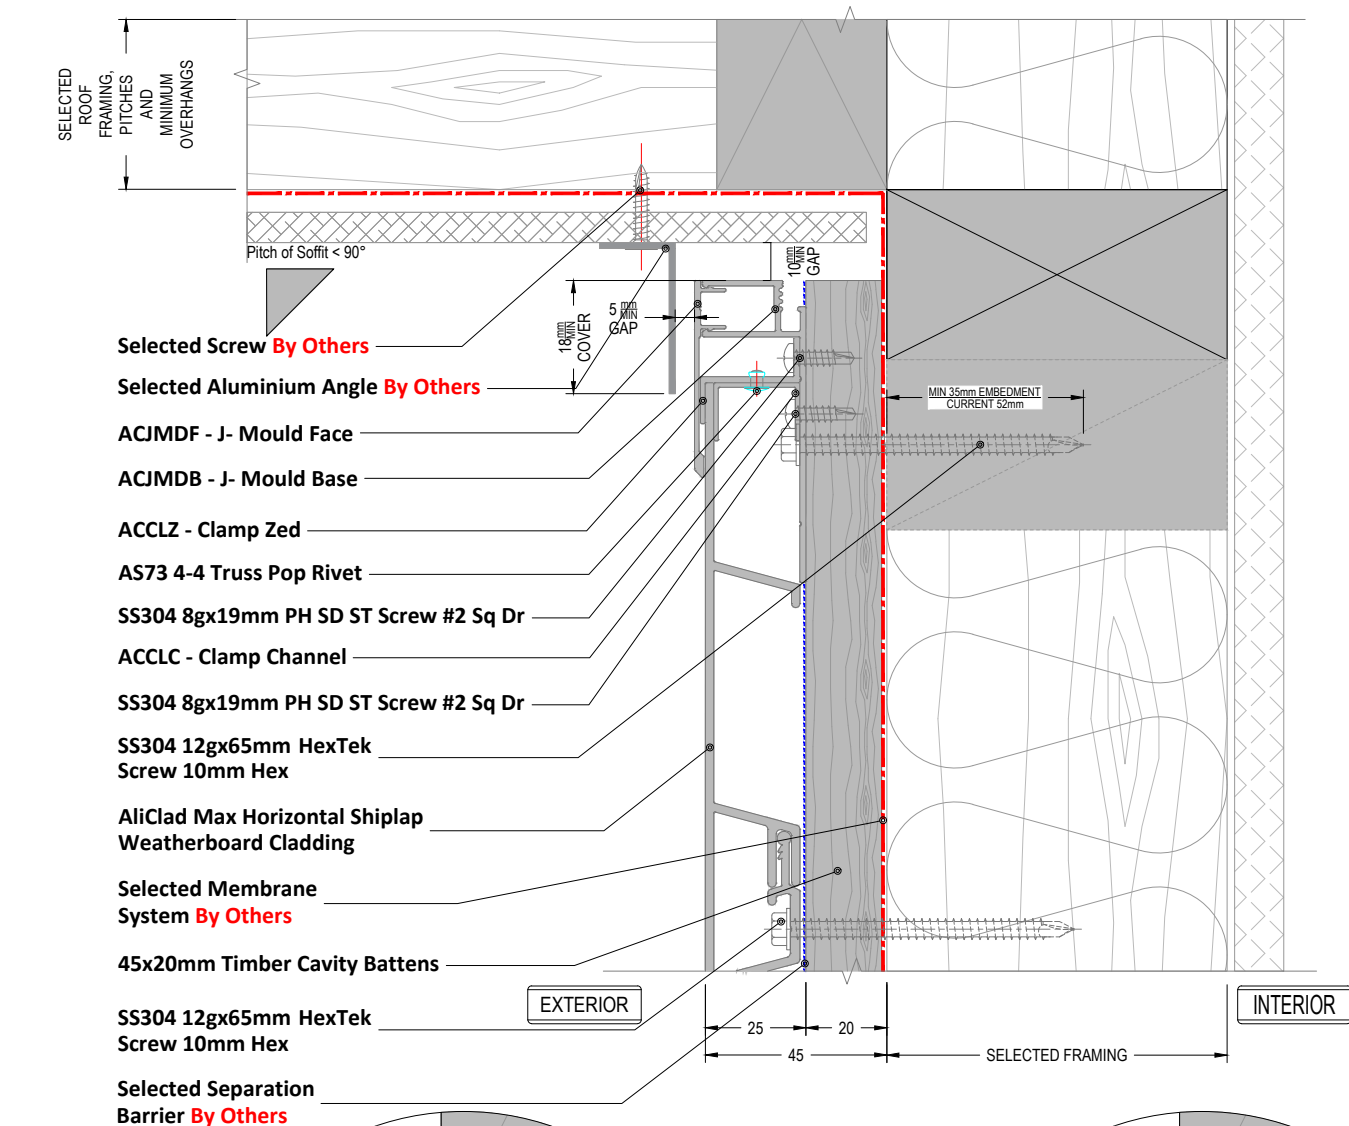 SELECTED
ROOF
FRAMING,
PITCHES
AND
MINIMUM
OVERHANGS
Pitch of Soffit < 90°
10mm MIN
GAP
5 mm MIN
GAP
18mm MIN
COVER
MIN 35mm EMBEDMENT
CURRENT 52mm
Selected Screw By Others
Selected Aluminium Angle By Others
ACJMDF - J- Mould Face
ACJMDB - J- Mould Base
ACCLZ - Clamp Zed
AS73 4-4 Truss Pop Rivet
SS304 8gx19mm PH SD ST Screw #2 Sq Dr
ACCLC - Clamp Channel
SS304 8gx19mm PH SD ST Screw #2 Sq Dr
SS304 12gx65mm HexTek
Screw 10mm Hex
AliClad Max Horizontal Shiplap
Weatherboard Cladding
Selected Membrane
System By Others
45x20mm Timber Cavity Battens
SS304 12gx65mm HexTek
Screw 10mm Hex
Selected Separation
Barrier By Others
EXTERIOR
INTERIOR
25
20
45
SELECTED FRAMING